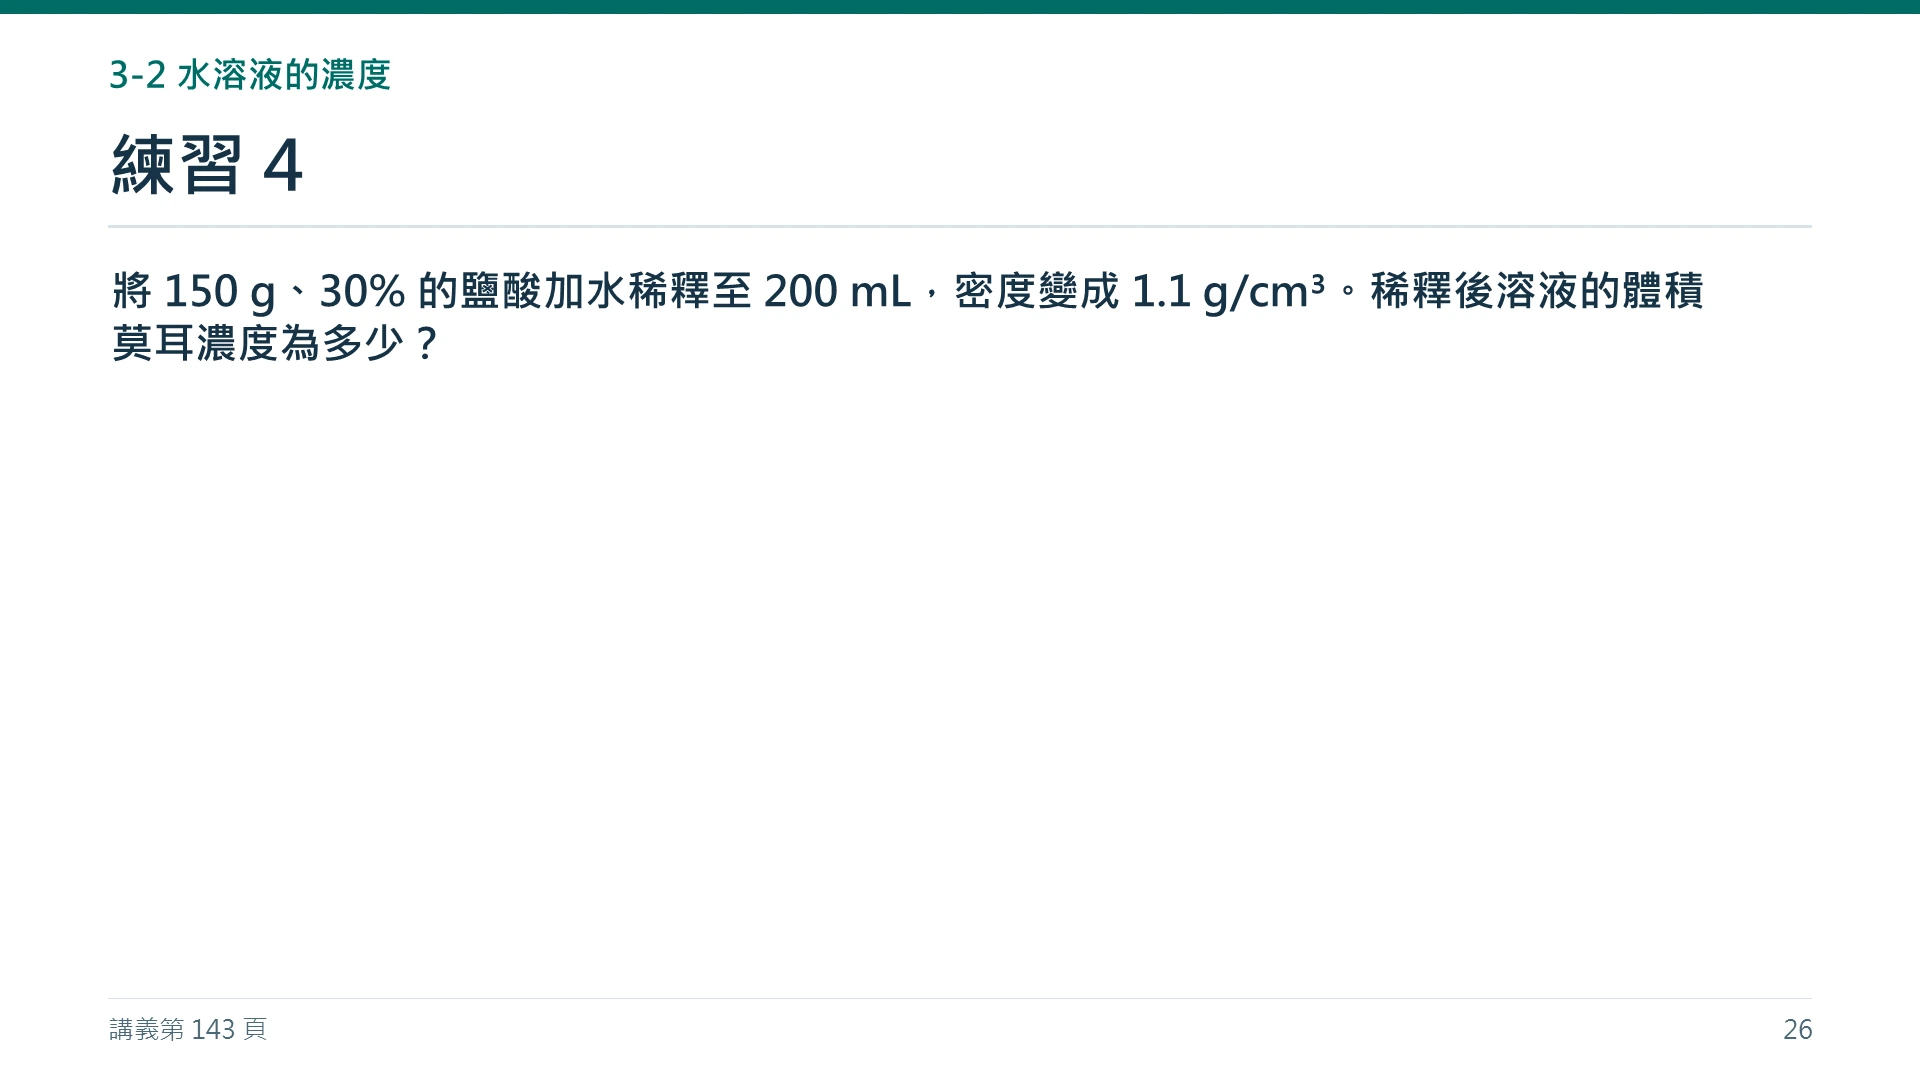 3-2 水溶液的濃度
練習 4
將 150 g、30% 的鹽酸加水稀釋至 200 mL，密度變成 1.1 g/cm³。稀釋後溶液的體積
莫耳濃度為多少？
講義第 143 頁
26